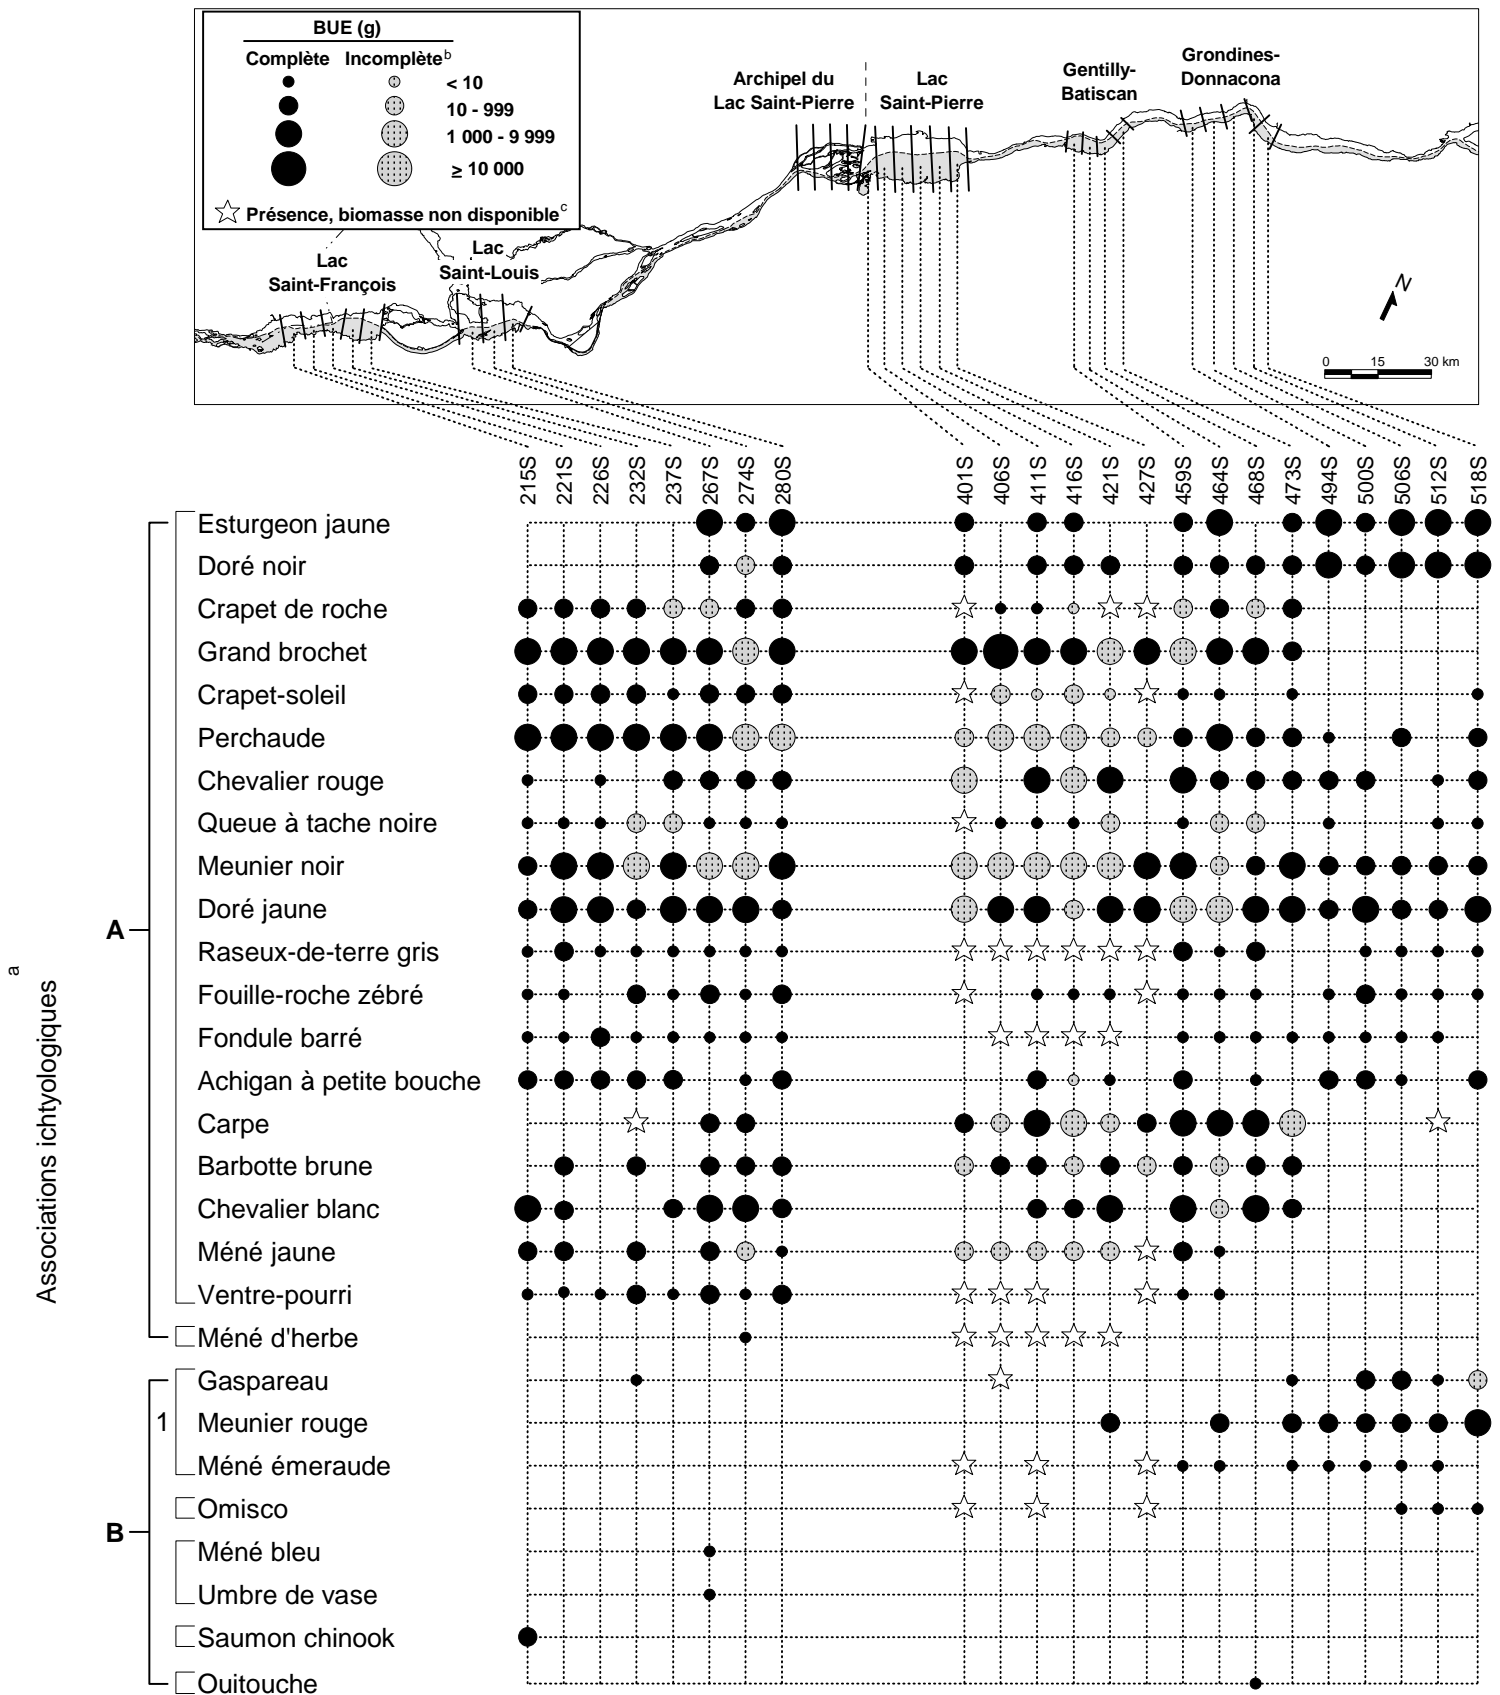 BUE (g)
Complète Incomplète b
< 10
10 - 999
1 000 - 9 999
≥ 10 000
Présence, biomasse non disponible c
Lac
Saint-François
Lac
Saint-Louis
Archipel du
Lac Saint-Pierre
Lac
Saint-Pierre
Gentilly-
Batiscan
Grondines-
Donnacona
N
0 15 30 km
215S 221S 226S 232S 237S 267S 274S 280S 401S 406S 411S 416S 421S 427S 459S 464S 468S 473S 494S 500S 506S 512S 518S
Associations ichtyologiques a
A
Esturgeon jaune
Doré noir
Crapet de roche
Grand brochet
Crapet-soleil
Perchaude
Chevalier rouge
Queue à tache noire
Meunier noir
Doré jaune
Raseux-de-terre gris
Fouille-roche zébré
Fondule barré
Achigan à petite bouche
Carpe
Barbotte brune
Chevalier blanc
Méné jaune
Ventre-pourri
Méné d'herbe
B
1
Gaspareau
Meunier rouge
Méné émeraude
Omisco
Méné bleu
Umbre de vase
Saumon chinook
Ouitouche